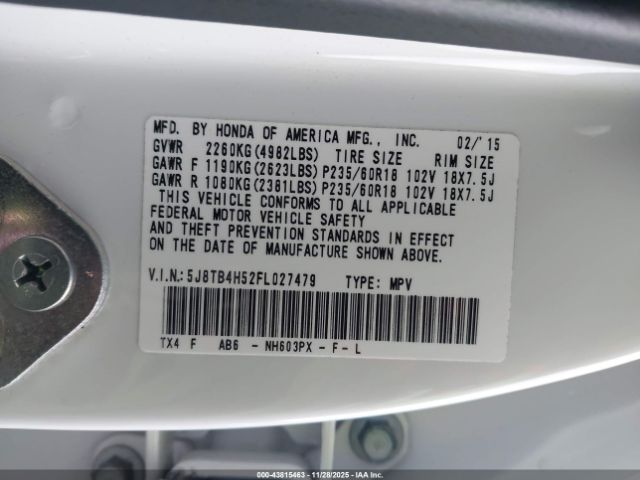 MFD. BY HONDA OF AMERICA MFG., INC. 02/'15
GVWR 2260KG(4982LBS) TIRE SIZE RIM SIZE
GAWR F 1190KG(2623LBS) P235/60R18 102V 18X7.5J
GAWR R 1080KG(2381LBS) P235/60R18 102V 18X7.5J
THIS VEHICLE CONFORMS TO ALL APPLICABLE
FEDERAL MOTOR VEHICLE SAFETY
AND THEFT PREVENTION STANDARDS IN EFFECT
ON THE DATE OF MANUFACTURE SHOWN ABOVE.
V.I.N.: 5J8TB4H52FL027479 TYPE: MPV
TX4 F AB6 - NH603PX - F - L
000-43815463 - 11/28/2025 - IAAI.COM